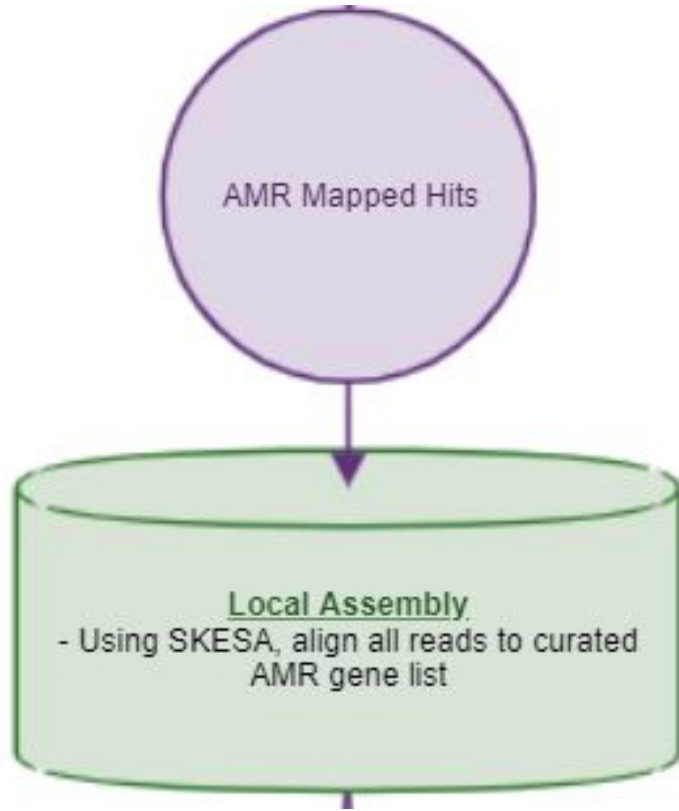 AMR Mapped Hits
Local Assembly
- Using SKESA, align all reads to curated
AMR gene list